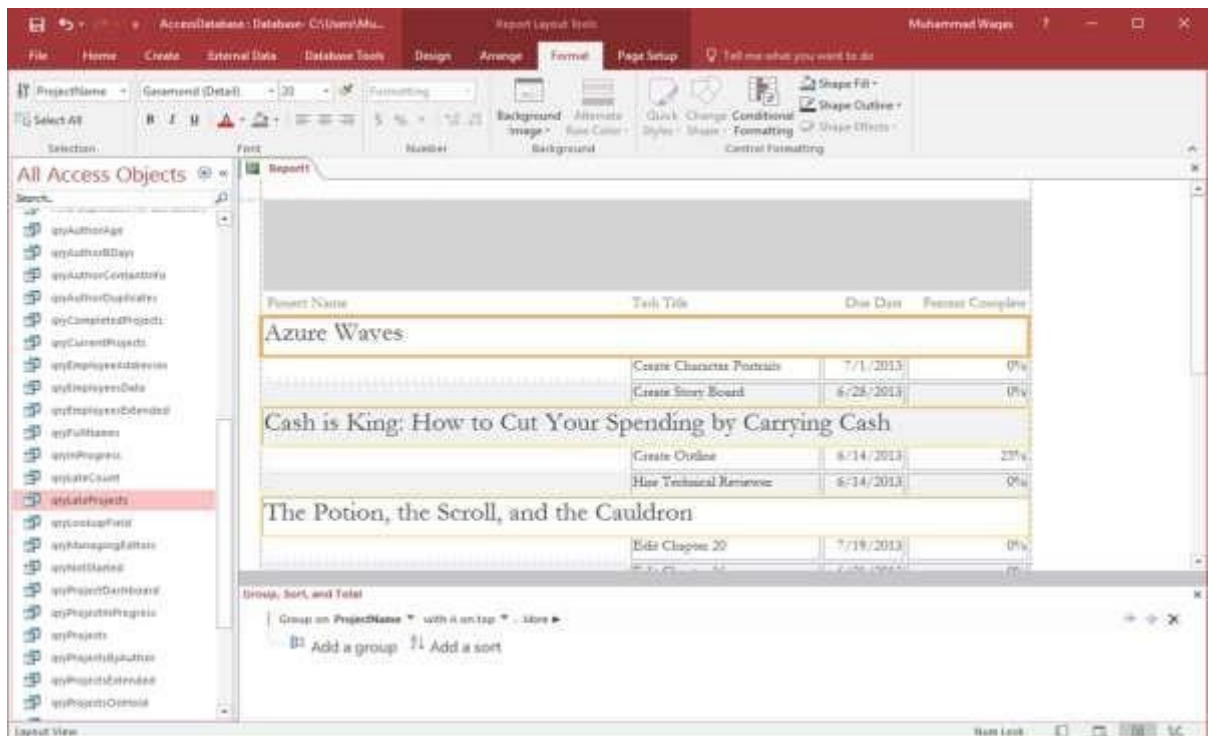 AccessDatabase : Database- C:\Users\Mu...
Report Layout Tools
Muhammad Waqas
?
File Home Create External Data Database Tools Design Arrange Format Page Setup Tell me what you want to do
ProjectName
Garamond (Detail)
20
Formatting
Select All
B I U
$ %
Background Image
Alternate Row Color
Quick Styles
Change Shape
Conditional Formatting
Shape Fill
Shape Outline
Shape Effects
Selection
Font
Number
Background
Control Formatting
All Access Objects
Search...
qryAuthorAge
qryAuthorBDays
qryAuthorContactInfo
qryAuthorDuplicates
qryCompletedProjects
qryCurrentProjects
qryEmployeeAddresses
qryEmployeesData
qryEmployeesExtended
qryFullNames
qryInProgress
qryLateCount
qryLateProjects
qryLookupField
qryManagingEditors
qryNotStarted
qryProjectDashboard
qryProjectInProgress
qryProjects
qryProjectsByAuthor
qryProjectsExtended
qryProjectsOnHold
Report1
Project Name Task Title Due Date Percent Complete
Azure Waves
Create Character Portraits 7/1/2013 0%
Create Story Board 6/28/2013 0%
Cash is King: How to Cut Your Spending by Carrying Cash
Create Outline 6/14/2013 25%
Hire Technical Reviewer 6/14/2013 0%
The Potion, the Scroll, and the Cauldron
Edit Chapter 20 7/19/2013 0%
Group, Sort, and Total
Group on ProjectName with A on top , More
Add a group Add a sort
Layout View
Num Lock